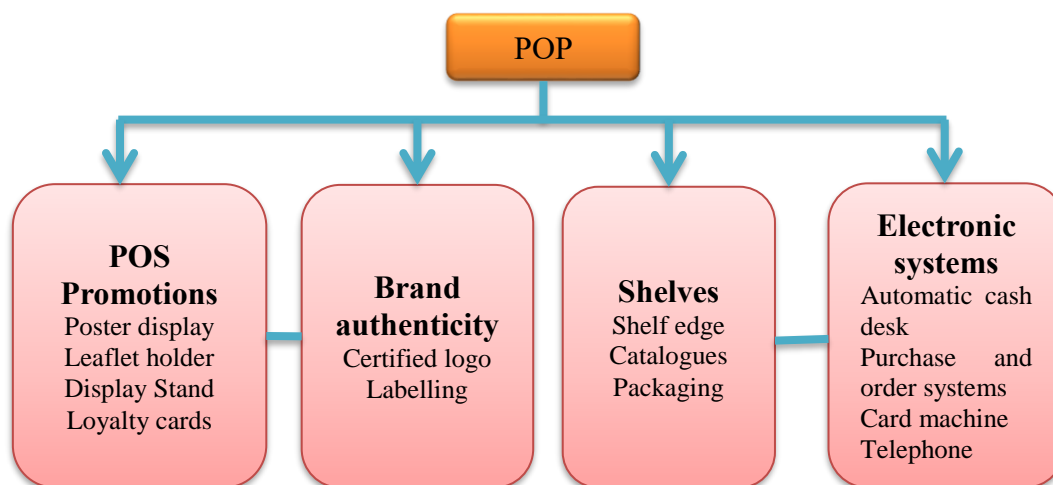 POP
POS
Promotions
Poster display
Leaflet holder
Display Stand
Loyalty cards
Brand
authenticity
Certified logo
Labelling
Shelves
Shelf edge
Catalogues
Packaging
Electronic
systems
Automatic cash
desk
Purchase and
order systems
Card machine
Telephone